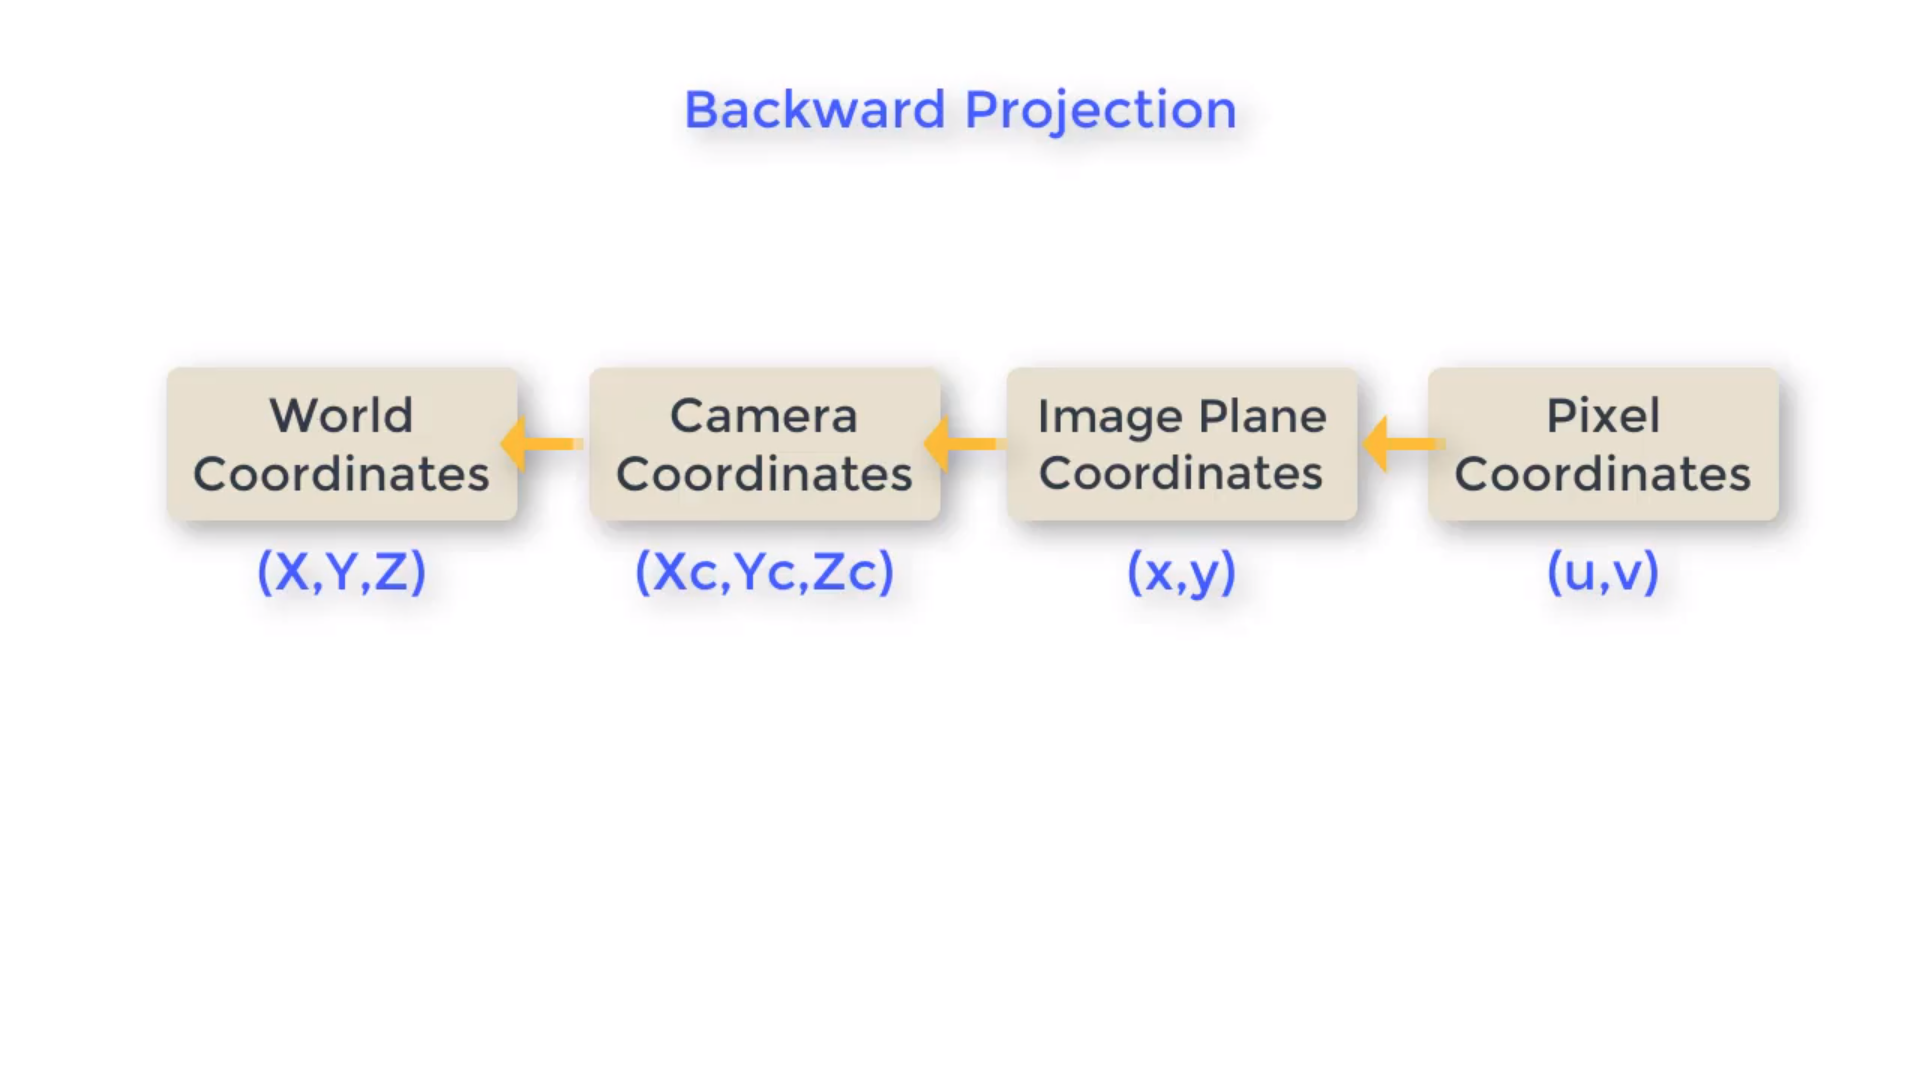 Backward Projection
World
Coordinates
Camera
Coordinates
Image Plane
Coordinates
Pixel
Coordinates
(X,Y,Z)
(Xc,Yc,Zc)
(x,y)
(u,v)